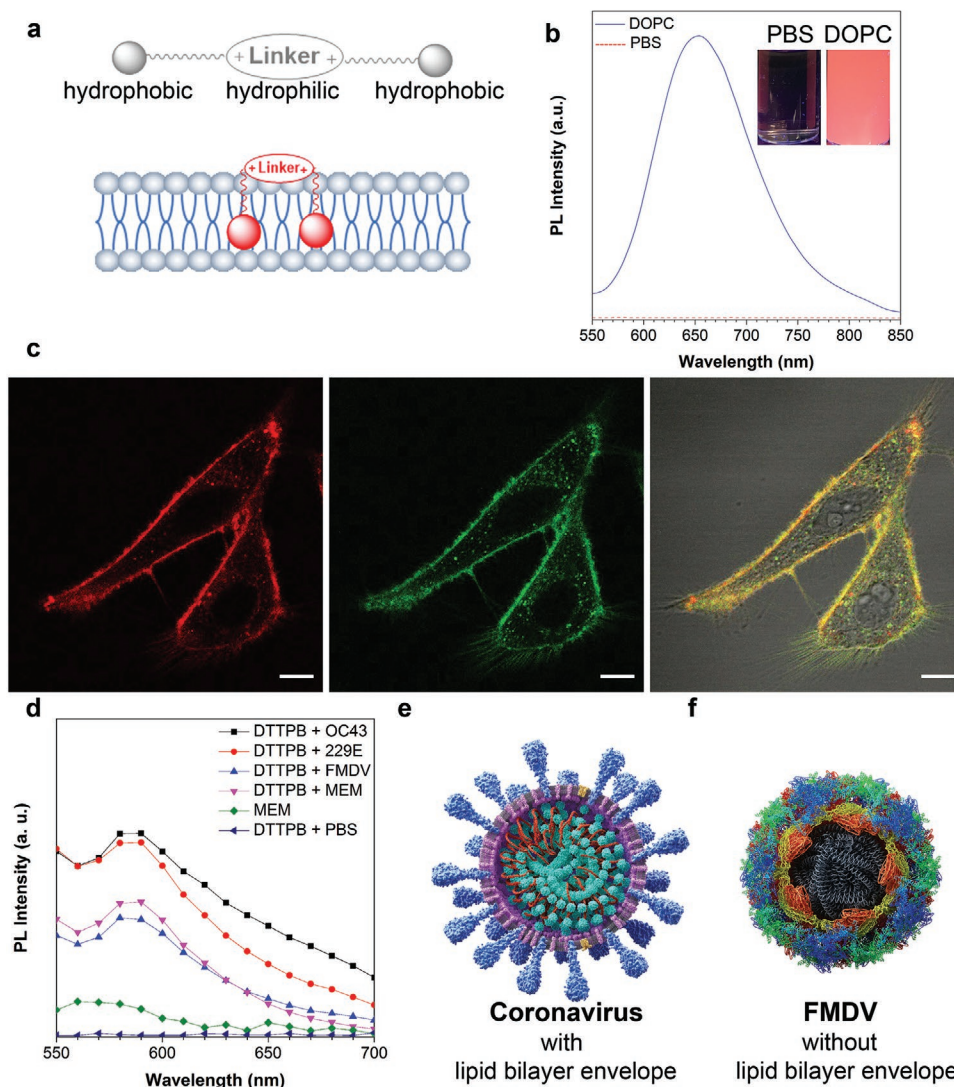 a
+ Linker +
hydrophobic hydrophilic hydrophobic
+Linker+
b
DOPC
PBS
PBS DOPC
PL Intensity (a.u.)
550 600 650 700 750 800 850
Wavelength (nm)
c
d
DTTPB + OC43
DTTPB + 229E
DTTPB + FMDV
DTTPB + MEM
MEM
DTTPB + PBS
PL Intensity (a. u.)
550 600 650 700
Wavelength (nm)
e
Coronavirus
with
lipid bilayer envelope
f
FMDV
without
lipid bilayer envelope